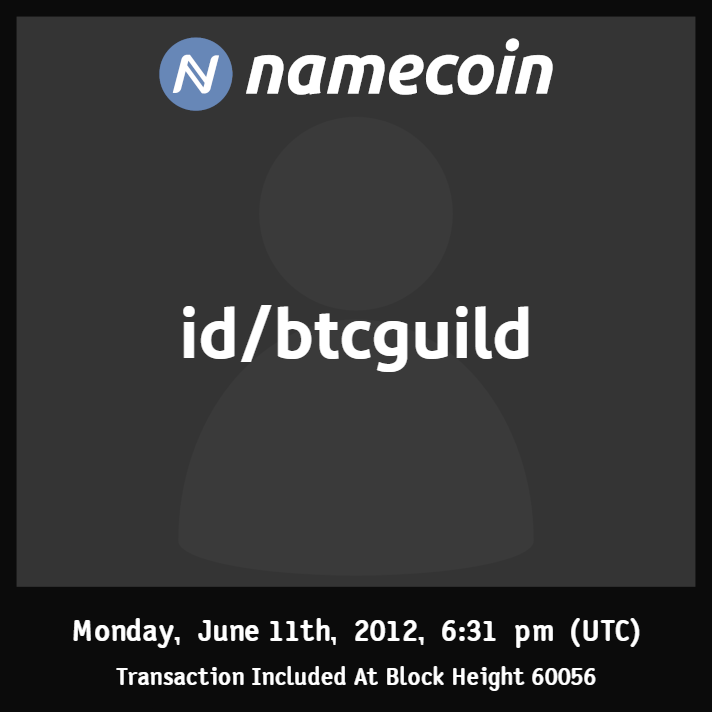 namecoin
id/btcguild
Monday, June 11th, 2012, 6:31 pm (UTC)
Transaction Included At Block Height 60056